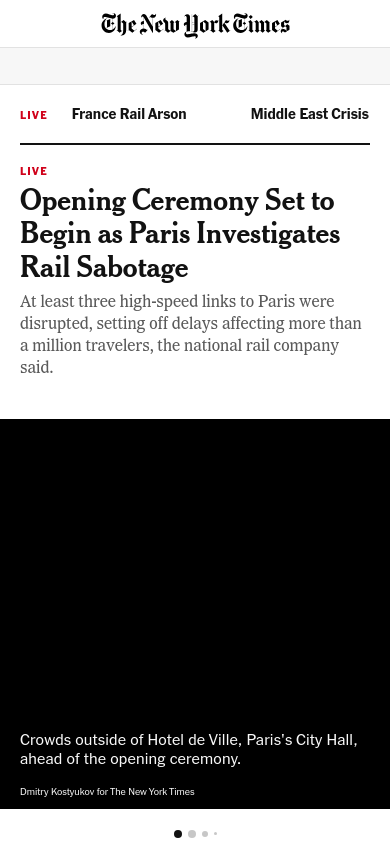 The New York Times
LIVE France Rail Arson Middle East Crisis
LIVE
Opening Ceremony Set to
Begin as Paris Investigates
Rail Sabotage
At least three high-speed links to Paris were
disrupted, setting off delays affecting more than
a million travelers, the national rail company
said.
Crowds outside of Hotel de Ville, Paris's City Hall,
ahead of the opening ceremony.
Dmitry Kostyukov for The New York Times